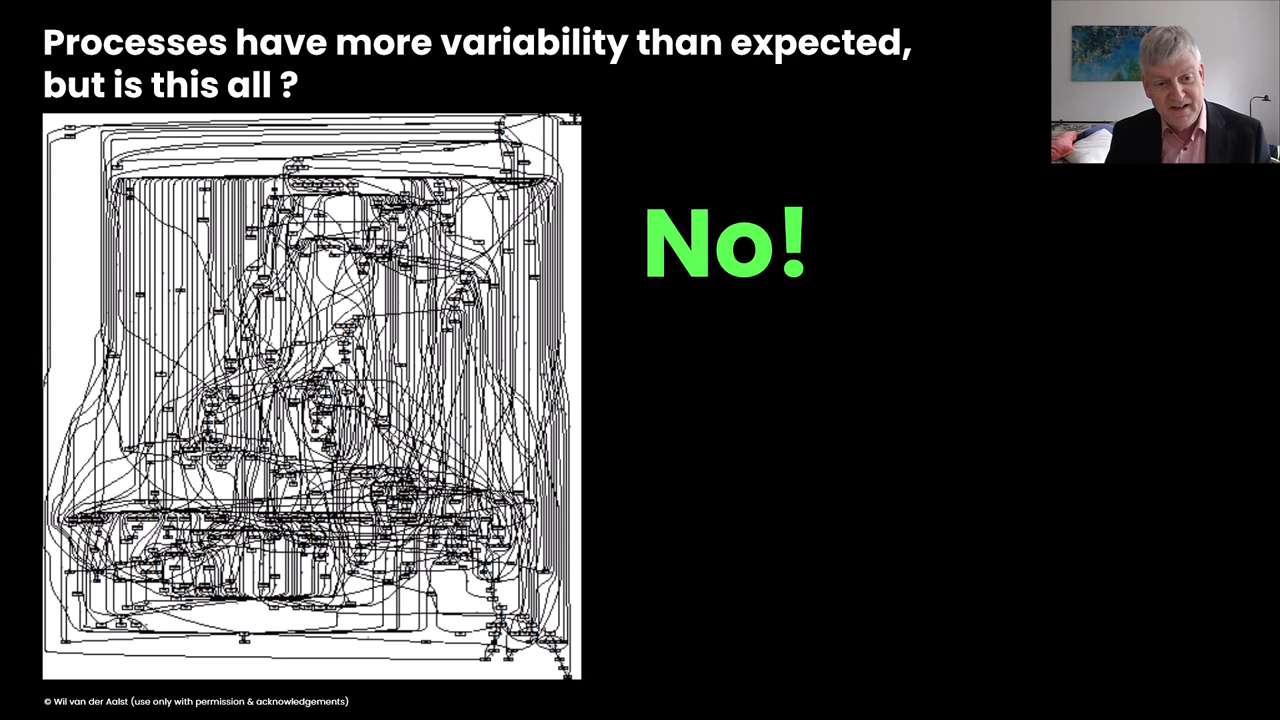 Processes have more variability than expected,
but is this all ?
No!
© Wil van der Aalst (use only with permission & acknowledgements)